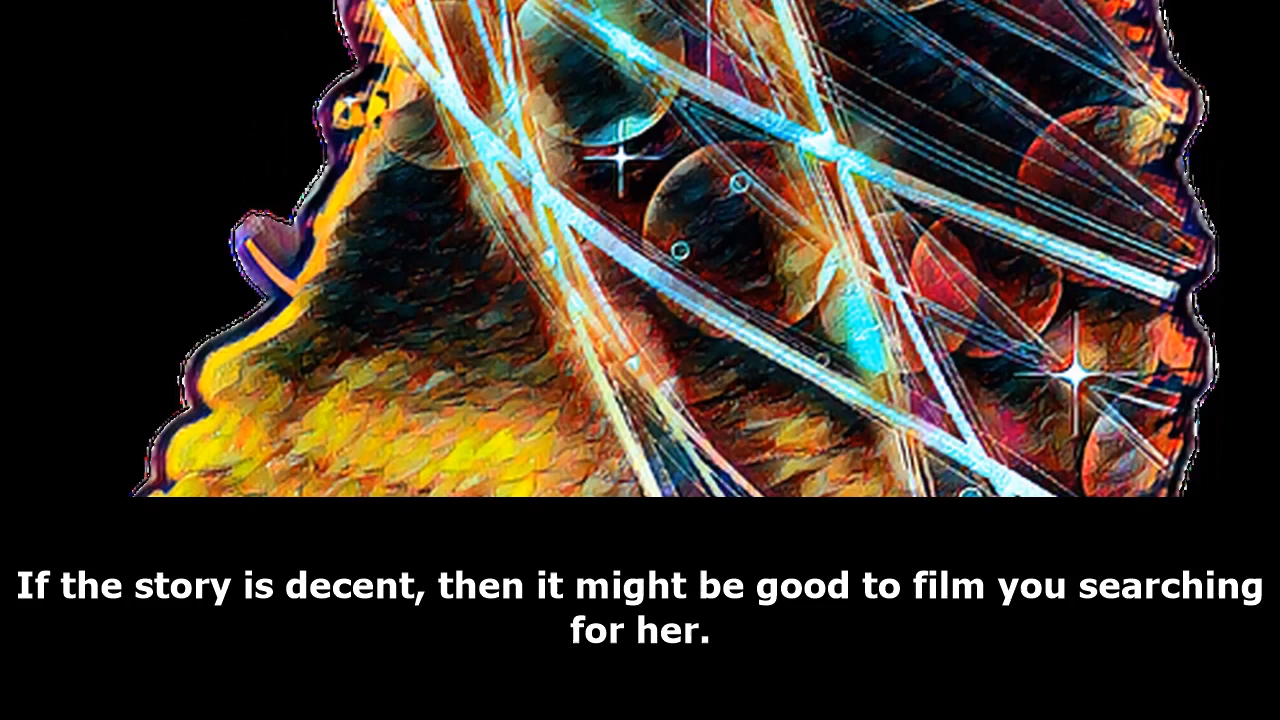 If the story is decent, then it might be good to film you searching
for her.